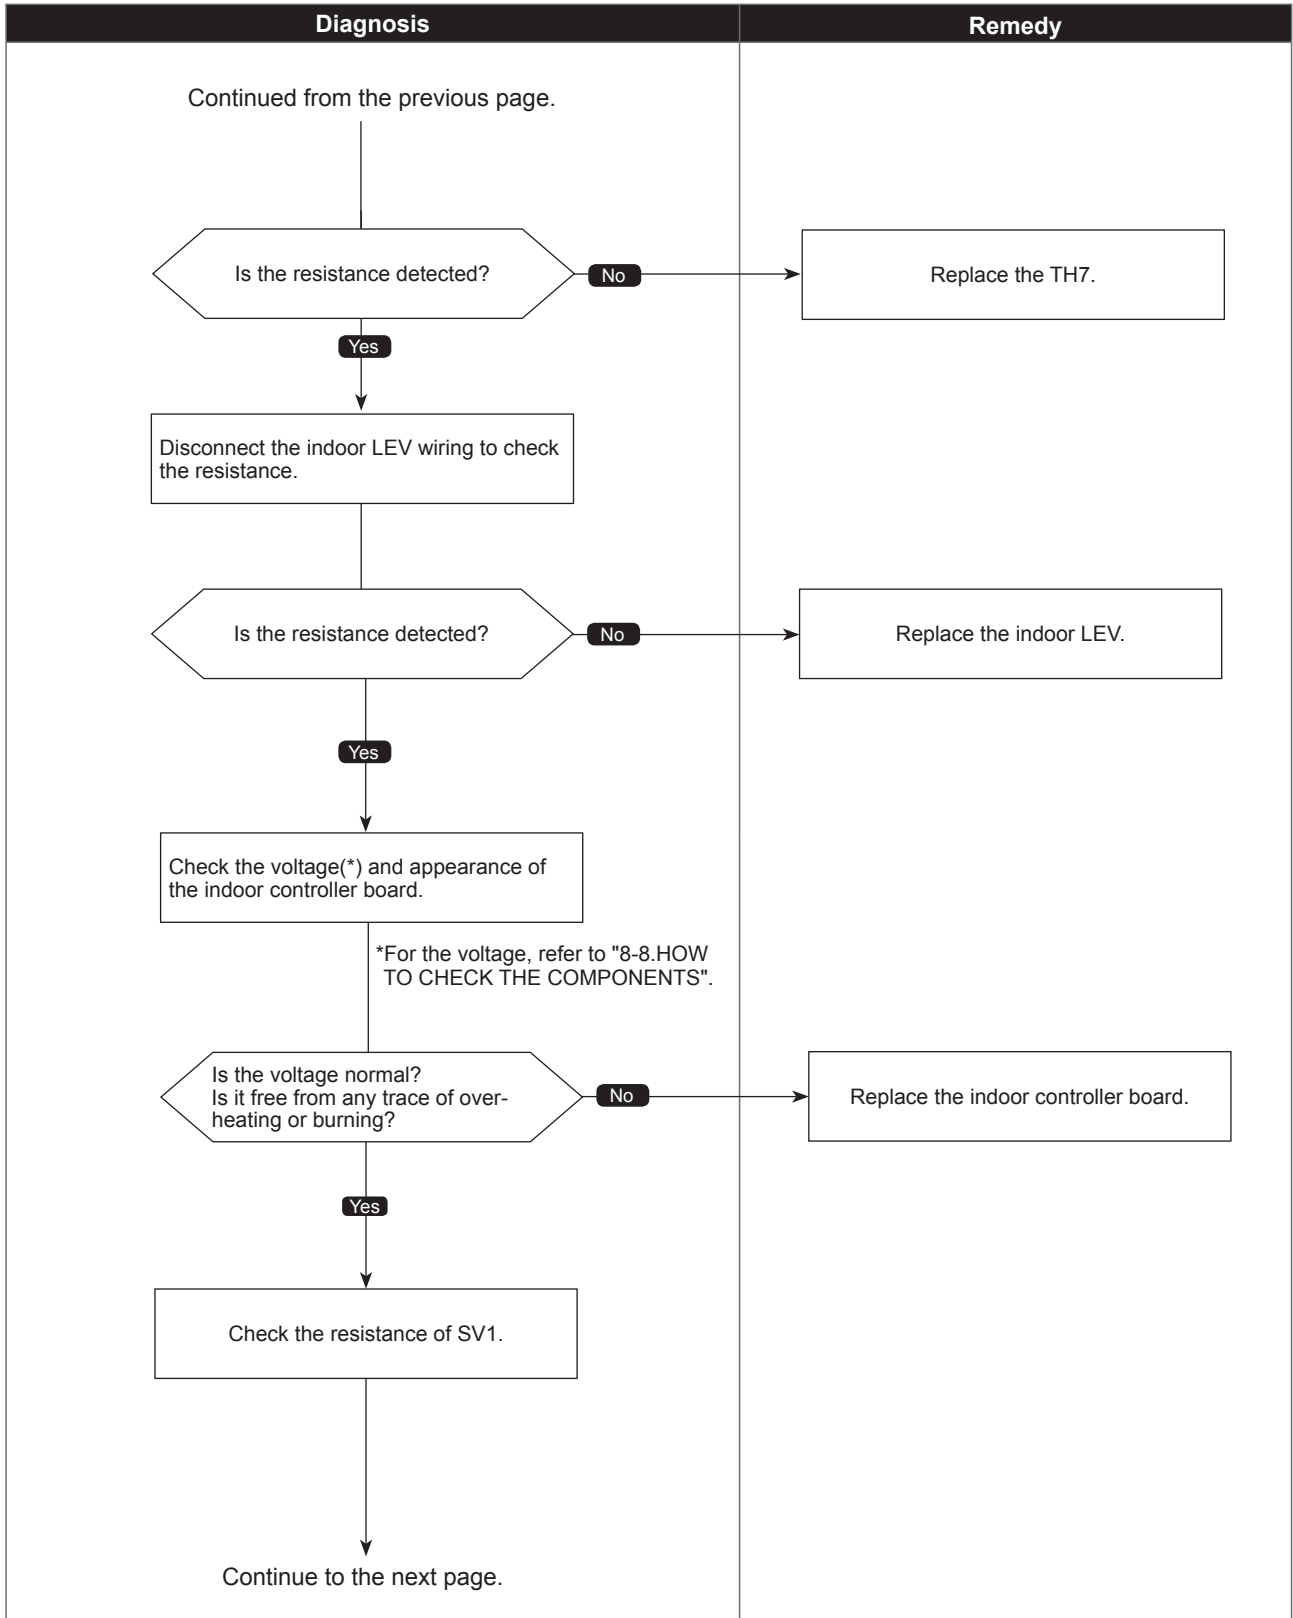 Diagnosis
Remedy
Continued from the previous page.
Is the resistance detected?
No
Replace the TH7.
Yes
Disconnect the indoor LEV wiring to check
the resistance.
Is the resistance detected?
No
Replace the indoor LEV.
Yes
Check the voltage(*) and appearance of
the indoor controller board.
*For the voltage, refer to "8-8.HOW
TO CHECK THE COMPONENTS".
Is the voltage normal?
Is it free from any trace of over-
heating or burning?
No
Replace the indoor controller board.
Yes
Check the resistance of SV1.
Continue to the next page.